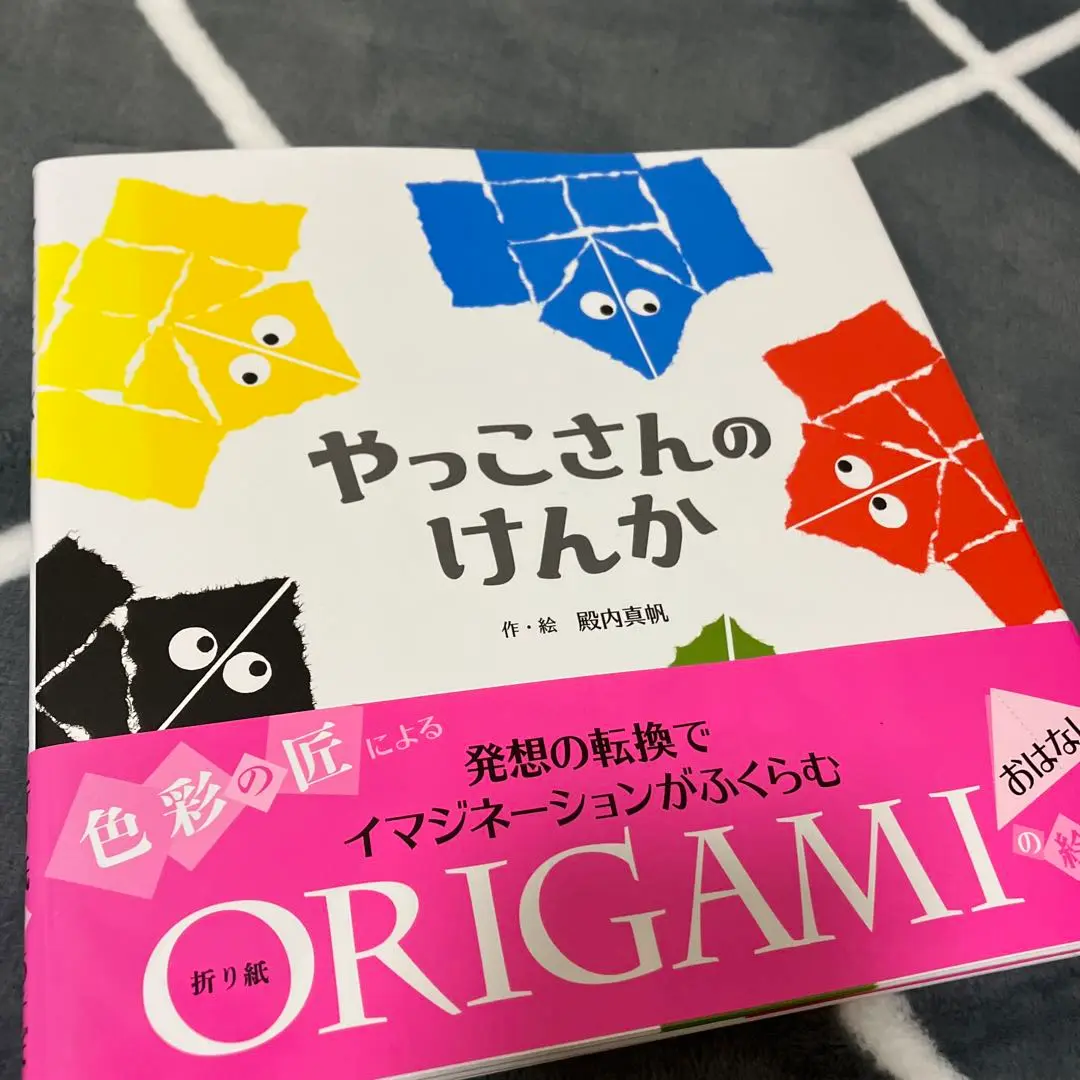 やっこさんの
けんか
作・絵 殿内真帆
色彩の匠による
発想の転換で
イマジネーションがふくらむ
折り紙
ORIGAMI
おはなし
の絵